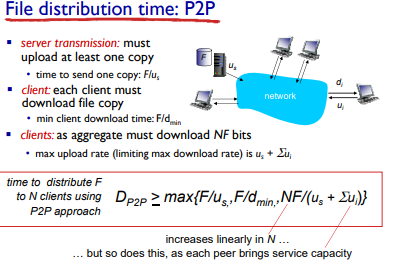 File distribution time: P2P
▪ server transmission: must
upload at least one copy
• time to send one copy: F/uₛ
▪ client: each client must
download file copy
• min client download time: F/dₘᵢₙ
▪ clients: as aggregate must download NF bits
• max upload rate (limiting max download rate) is uₛ + Σuᵢ
F
uₛ
network
dᵢ
uᵢ
time to distribute F
to N clients using
P2P approach
D_P2P ≥ max{F/uₛ,,F/dₘᵢₙ,,NF/(uₛ + Σuᵢ)}
increases linearly in N …
… but so does this, as each peer brings service capacity